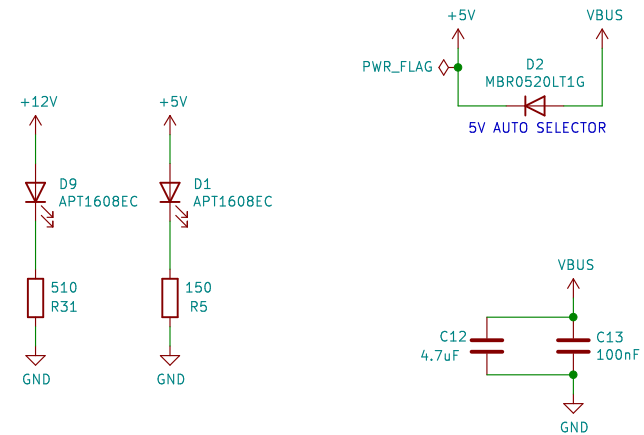 +5V
VBUS
PWR_FLAG
D2
MBR0520LT1G
5V AUTO SELECTOR
+12V
+5V
D9
APT1608EC
D1
APT1608EC
510
R31
150
R5
GND
GND
VBUS
C12
4.7uF
C13
100nF
GND